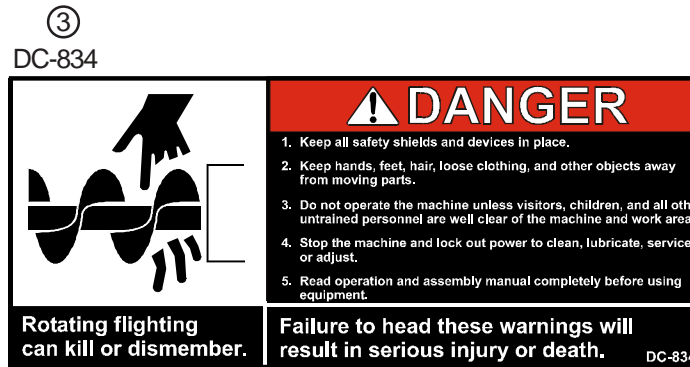 3
DC-834
DANGER
1. Keep all safety shields and devices in place.
2. Keep hands, feet, hair, loose clothing, and other objects away
from moving parts.
3. Do not operate the machine unless visitors, children, and all oth
untrained personnel are well clear of the machine and work area
4. Stop the machine and lock out power to clean, lubricate, service
or adjust.
5. Read operation and assembly manual completely before using
equipment.
Rotating flighting
can kill or dismember.
Failure to head these warnings will
result in serious injury or death.
DC-834